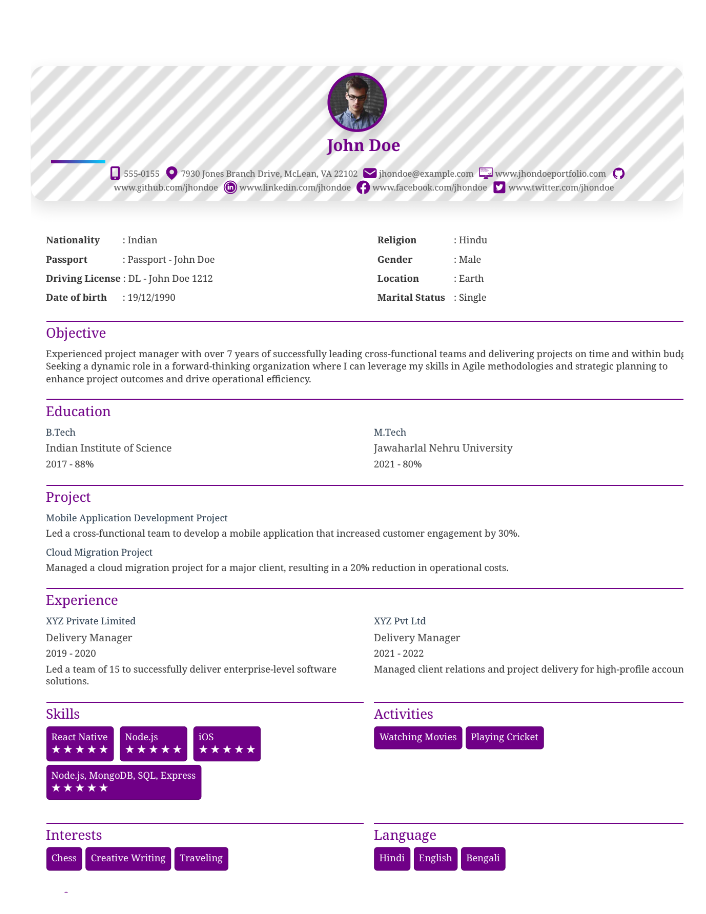 John Doe
555-0155 7930 Jones Branch Drive, McLean, VA 22102 jhondoe@example.com www.jhondoeportfolio.com
www.github.com/jhondoe www.linkedin.com/jhondoe www.facebook.com/jhondoe www.twitter.com/jhondoe
Nationality : Indian
Religion : Hindu
Passport : Passport - John Doe
Gender : Male
Driving License : DL - John Doe 1212
Location : Earth
Date of birth : 19/12/1990
Marital Status : Single
Objective
Experienced project manager with over 7 years of successfully leading cross-functional teams and delivering projects on time and within budg
Seeking a dynamic role in a forward-thinking organization where I can leverage my skills in Agile methodologies and strategic planning to
enhance project outcomes and drive operational efficiency.
Education
B.Tech
Indian Institute of Science
2017 - 88%
M.Tech
Jawaharlal Nehru University
2021 - 80%
Project
Mobile Application Development Project
Led a cross-functional team to develop a mobile application that increased customer engagement by 30%.
Cloud Migration Project
Managed a cloud migration project for a major client, resulting in a 20% reduction in operational costs.
Experience
XYZ Private Limited
Delivery Manager
2019 - 2020
Led a team of 15 to successfully deliver enterprise-level software
solutions.
XYZ Pvt Ltd
Delivery Manager
2021 - 2022
Managed client relations and project delivery for high-profile accoun
Skills
React Native
Node.js
iOS
Node.js, MongoDB, SQL, Express
Activities
Watching Movies
Playing Cricket
Interests
Chess
Creative Writing
Traveling
Language
Hindi
English
Bengali